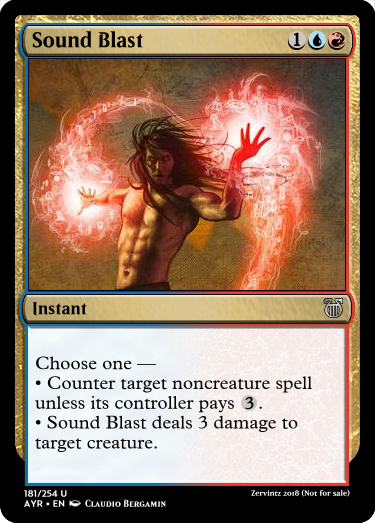 Sound Blast 1
Instant
Choose one —
• Counter target noncreature spell
unless its controller pays 3.
• Sound Blast deals 3 damage to
target creature.
181/254 U
AYR • EN Claudio Bergamin
Zervintz 2018 (Not for sale)